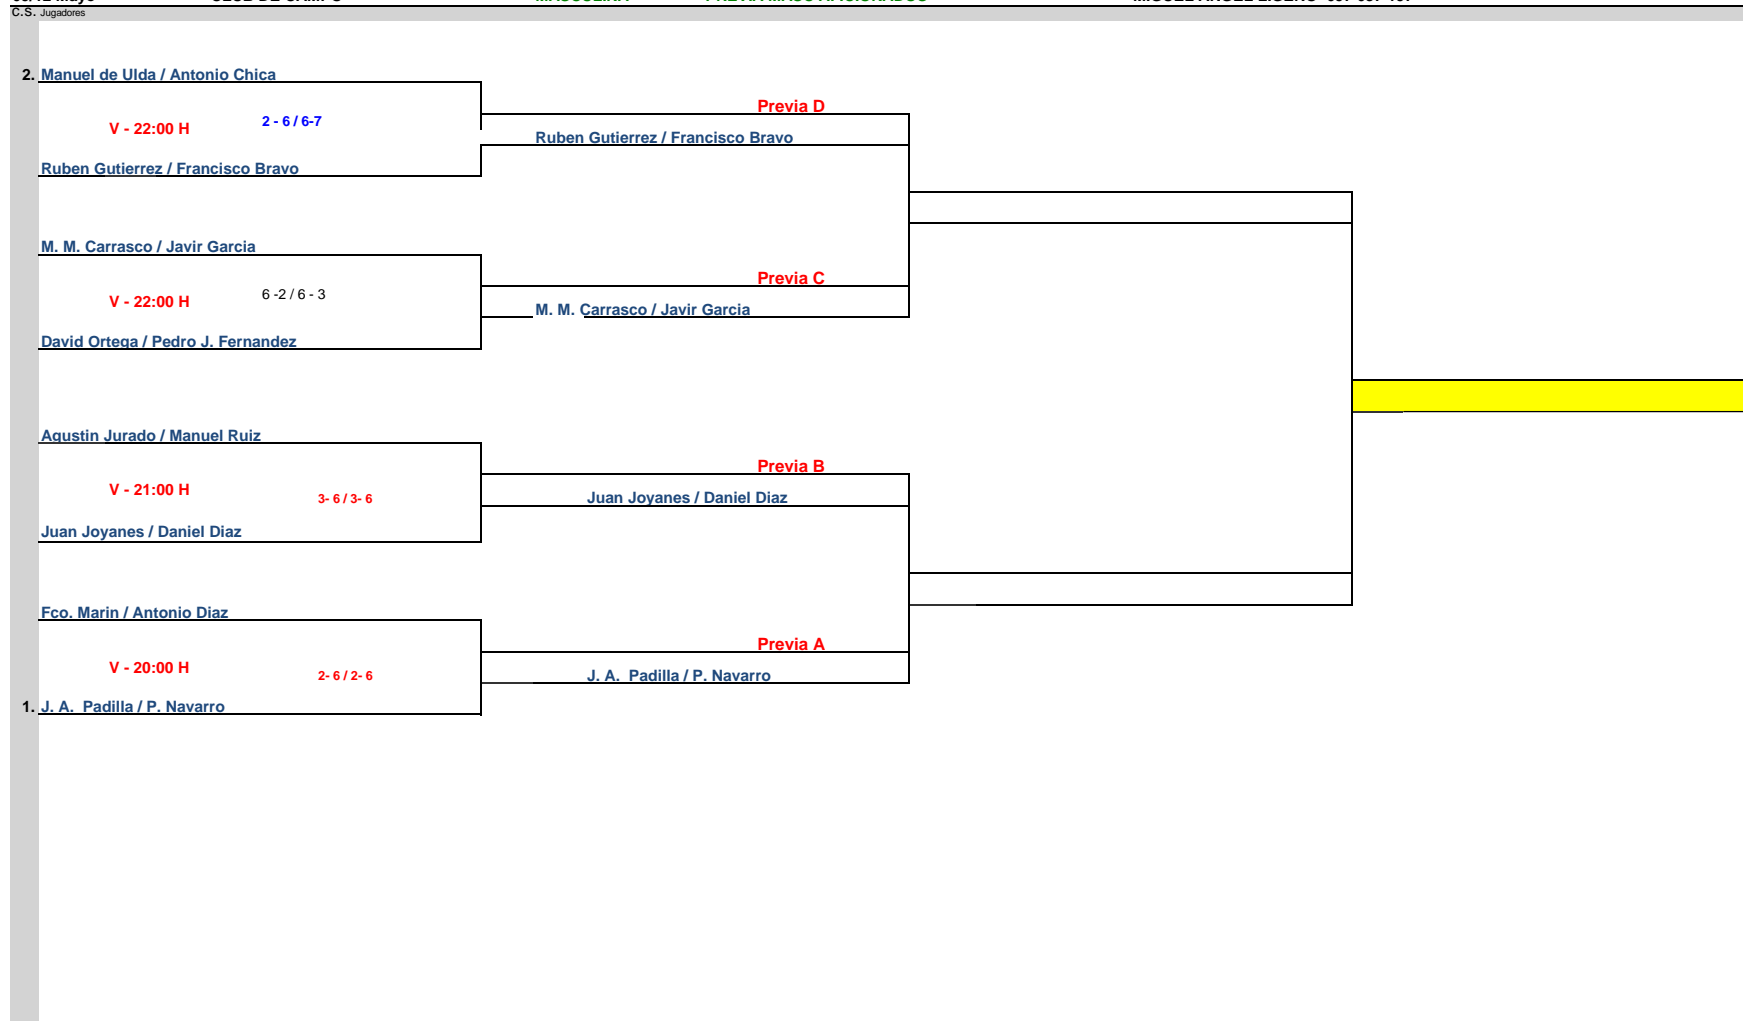 C.S. Jugadores
2. Manuel de Ulda / Antonio Chica
Previa D
V - 22:00 H 2 - 6 / 6-7
Ruben Gutierrez / Francisco Bravo
Ruben Gutierrez / Francisco Bravo
M. M. Carrasco / Javir Garcia
Previa C
V - 22:00 H 6 -2 / 6 - 3
M. M. Carrasco / Javir Garcia
David Ortega / Pedro J. Fernandez
Agustin Jurado / Manuel Ruiz
Previa B
V - 21:00 H 3- 6 / 3- 6
Juan Joyanes / Daniel Diaz
Juan Joyanes / Daniel Diaz
Fco. Marin / Antonio Diaz
Previa A
V - 20:00 H 2- 6 / 2- 6
J. A. Padilla / P. Navarro
1. J. A. Padilla / P. Navarro